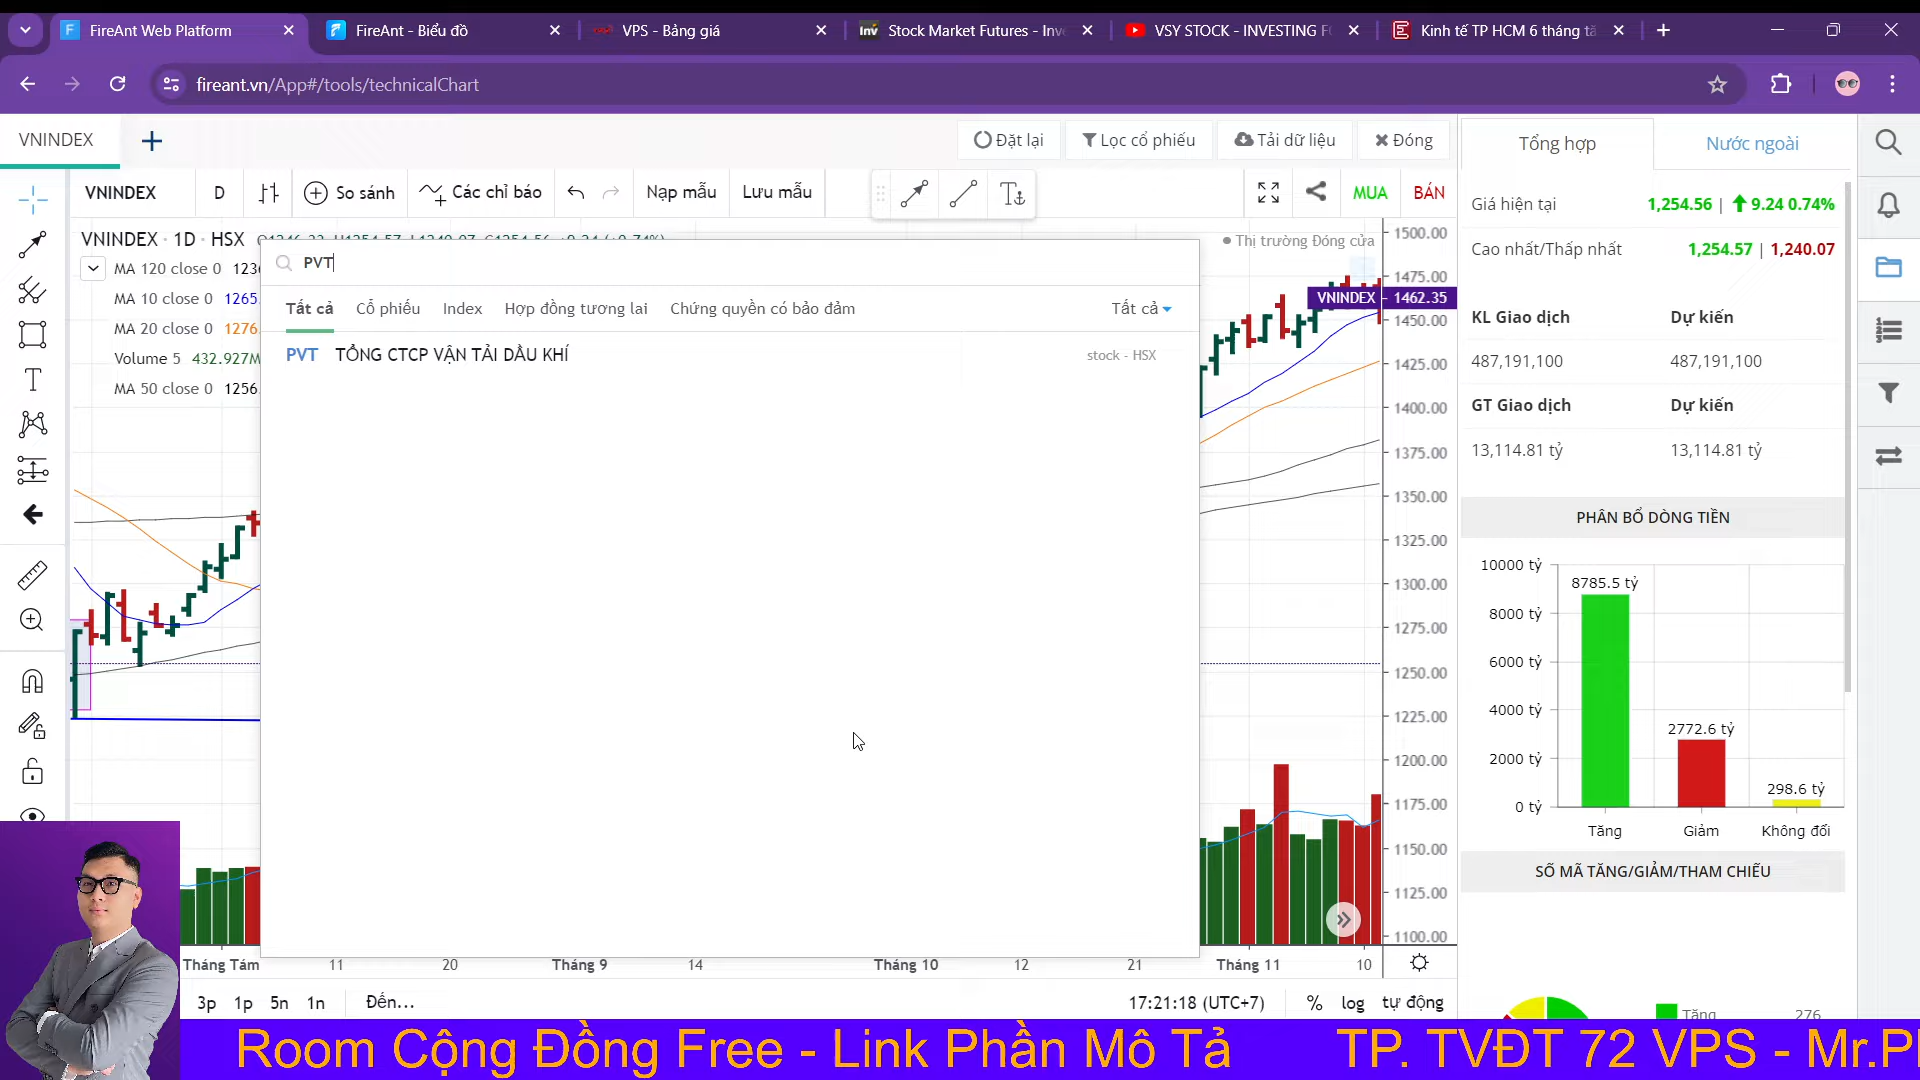 FireAnt Web Platform
FireAnt - Biểu đồ
VPS - Bảng giá
Stock Market Futures - Inve
VSY STOCK - INVESTING F
Kinh tế TP HCM 6 tháng
fireant.vn/App#/tools/technicalChart
VNINDEX
Đặt lại
Lọc cổ phiếu
Tải dữ liệu
Đóng
VNINDEX D So sánh Các chỉ báo Nạp mẫu Lưu mẫu MUA BÁN
VNINDEX · 1D · HSX
Thị trường Đóng cửa
MA 120 close 0
MA 10 close 0 1265.
MA 20 close 0 1276.
Volume 5 432.927M
MA 50 close 0 1256.
PVT
Tất cả Cổ phiếu Index Hợp đồng tương lai Chứng quyền có bảo đảm Tất cả
PVT TỔNG CTCP VẬN TẢI DẦU KHÍ stock - HSX
1500.00
1475.00
VNINDEX 1462.35
1450.00
1425.00
1400.00
1375.00
1350.00
1325.00
1300.00
1275.00
1250.00
1225.00
1200.00
1175.00
1150.00
1125.00
1100.00
Tháng Tám 11 20 Tháng 9 14 Tháng 10 12 21 Tháng 11 10
3p 1p 5n 1n Đến... 17:21:18 (UTC+7) % log tự động
Tổng hợp Nước ngoài
Giá hiện tại 1,254.56 | 9.24 0.74%
Cao nhất/Thấp nhất 1,254.57 | 1,240.07
KL Giao dịch Dự kiến
487,191,100 487,191,100
GT Giao dịch Dự kiến
13,114.81 tỷ 13,114.81 tỷ
PHÂN BỔ DÒNG TIỀN
10000 tỷ
8000 tỷ
6000 tỷ
4000 tỷ
2000 tỷ
0 tỷ
8785.5 tỷ
2772.6 tỷ
298.6 tỷ
Tăng Giảm Không đổi
SỐ MÃ TĂNG/GIẢM/THAM CHIẾU
Tăng 276
Room Cộng Đồng Free - Link Phần Mô Tả TP. TVĐT 72 VPS - Mr.P